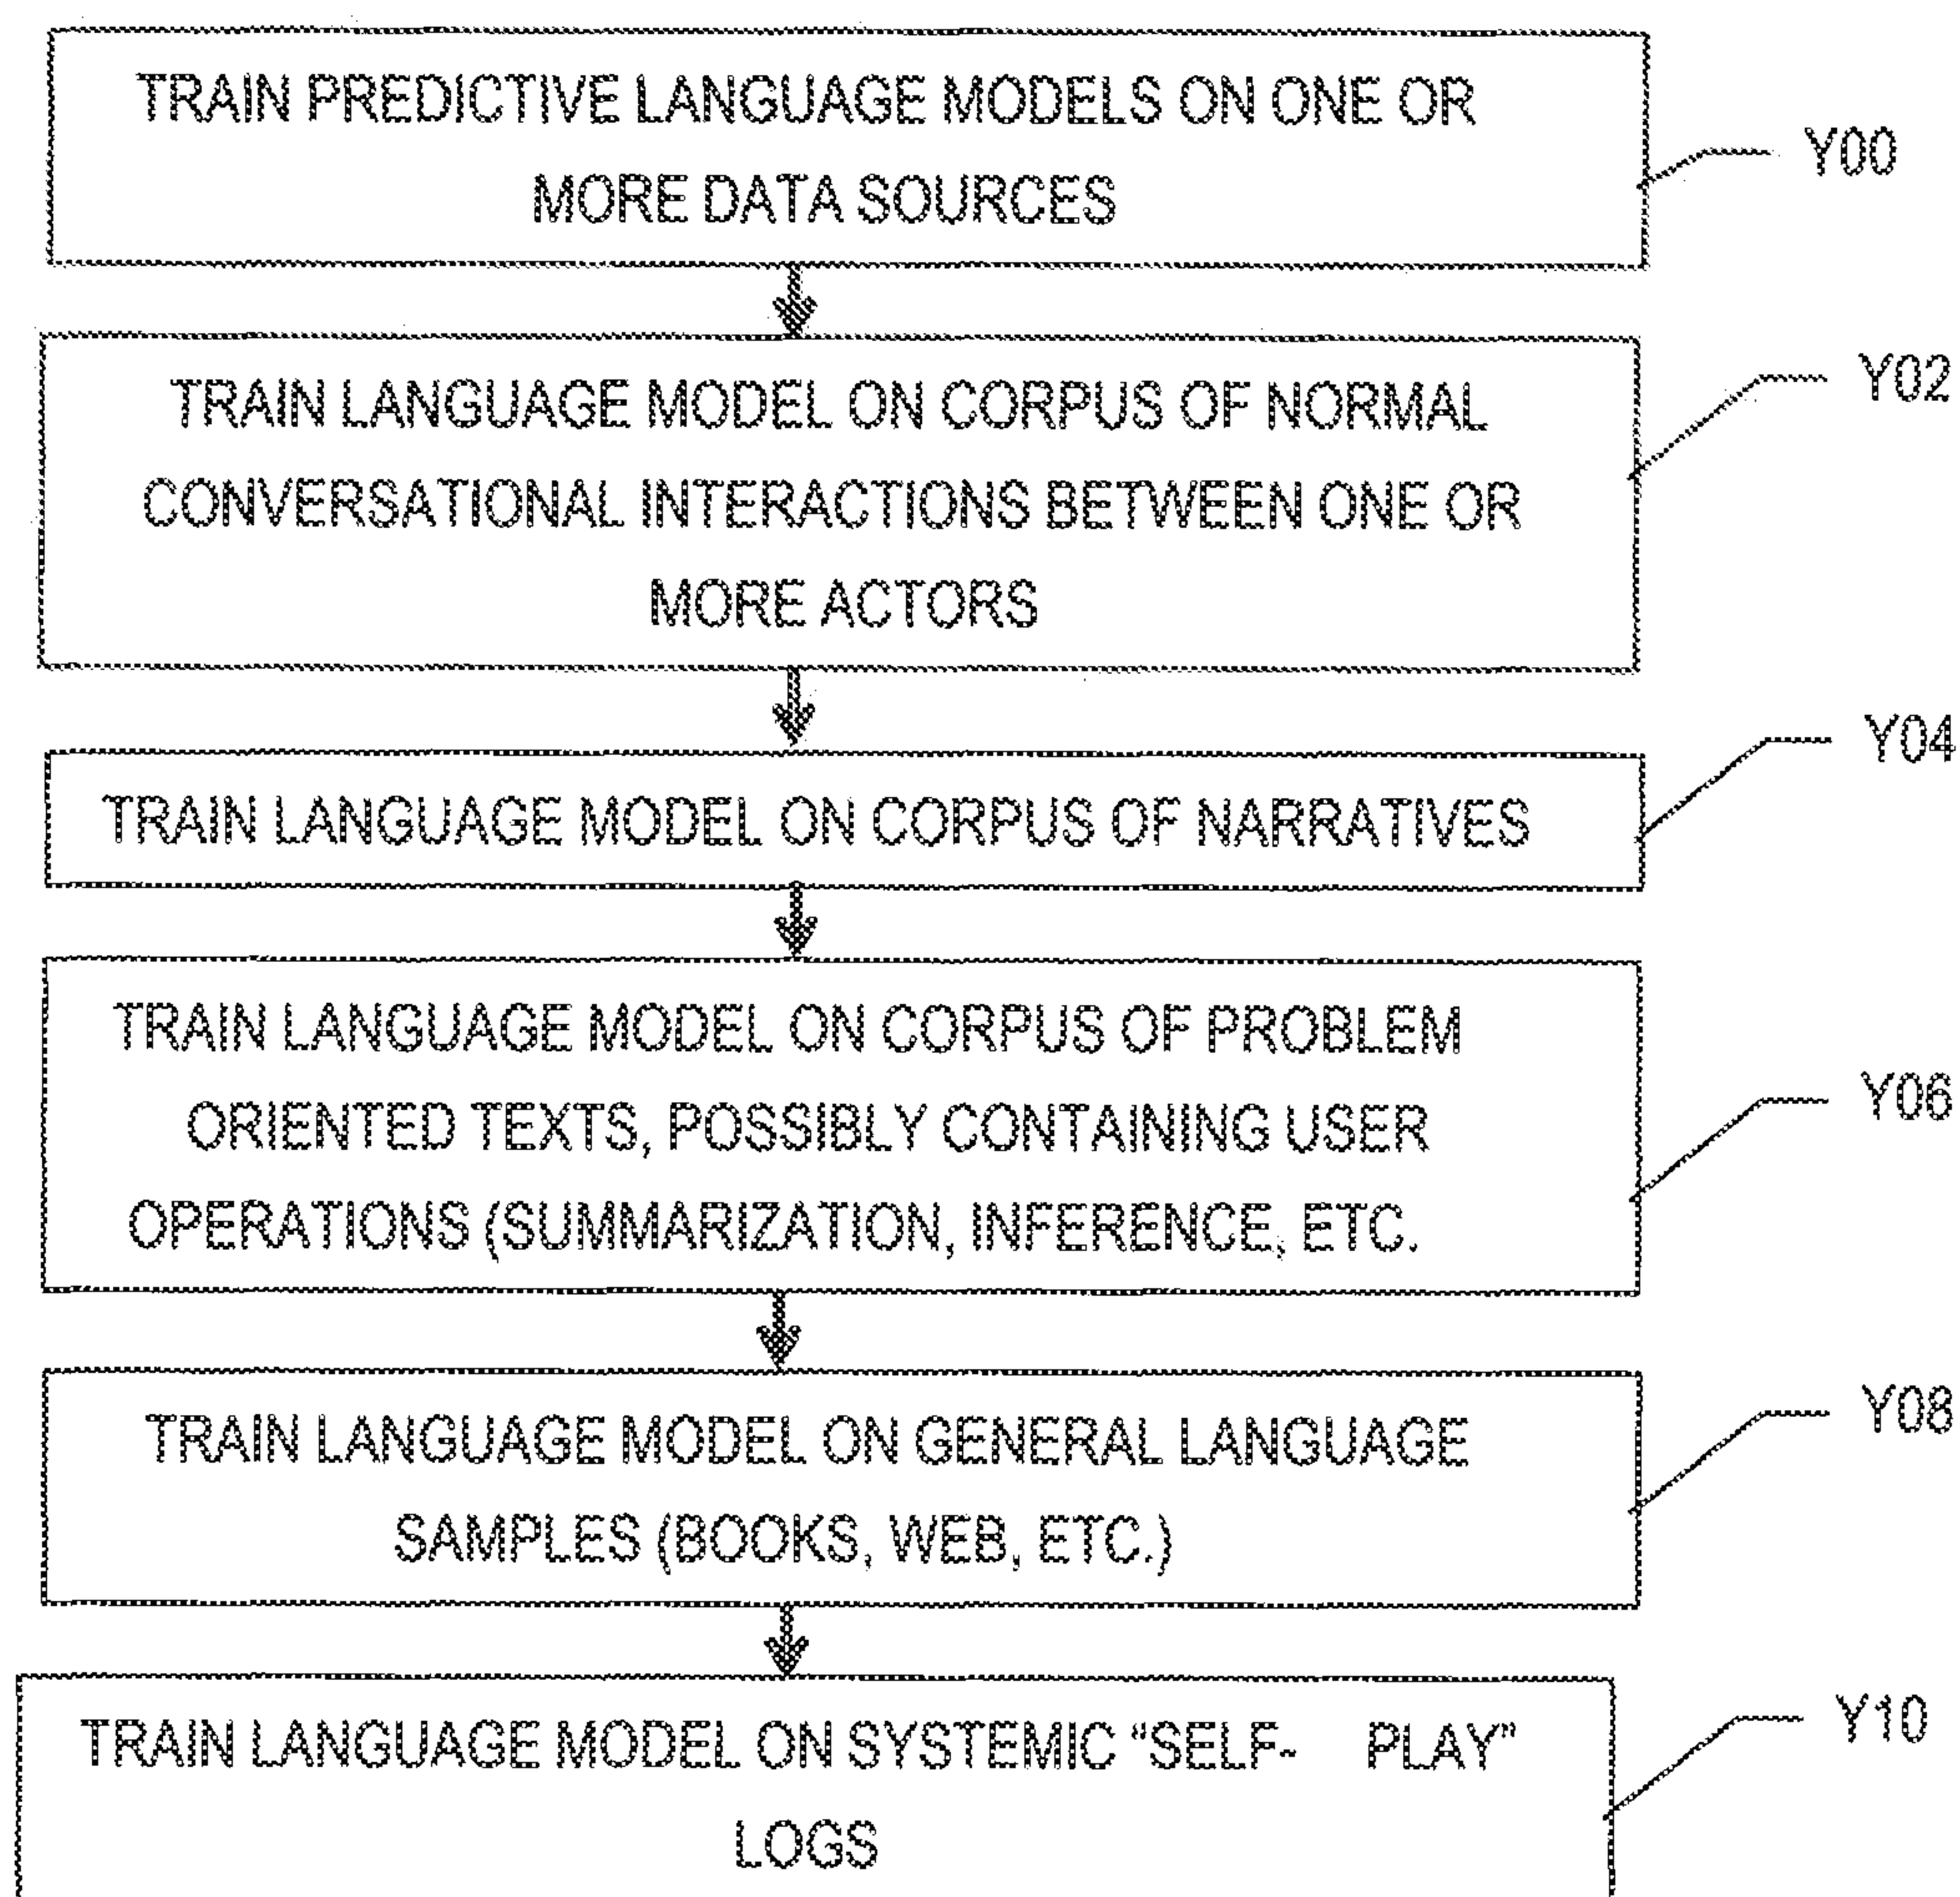 TRAIN PREDICTIVE LANGUAGE MODELS ON ONE OR
MORE DATA SOURCES
Y00
TRAIN LANGUAGE MODEL ON CORPUS OF NORMAL
CONVERSATIONAL INTERACTIONS BETWEEN ONE OR
MORE ACTORS
Y02
TRAIN LANGUAGE MODEL ON CORPUS OF NARRATIVES
Y04
TRAIN LANGUAGE MODEL ON CORPUS OF PROBLEM
ORIENTED TEXTS, POSSIBLY CONTAINING USER
OPERATIONS (SUMMARIZATION, INFERENCE, ETC.
Y06
TRAIN LANGUAGE MODEL ON GENERAL LANGUAGE
SAMPLES (BOOKS, WEB, ETC.)
Y08
TRAIN LANGUAGE MODEL ON SYSTEMIC “SELF- PLAY”
LOGS
Y10